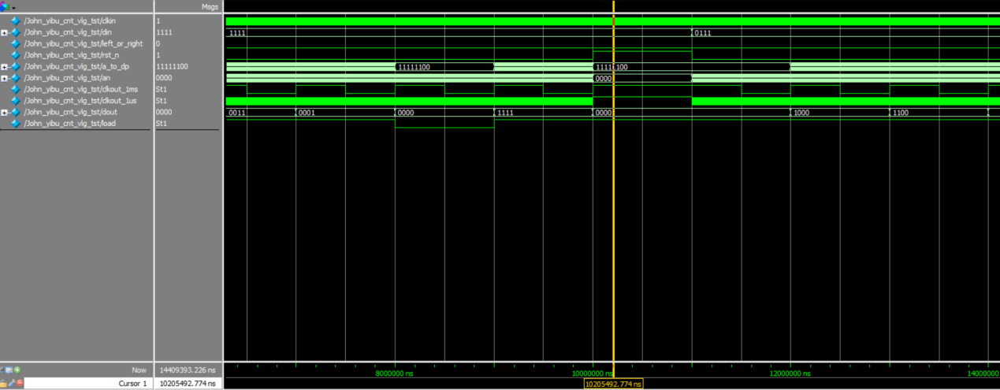 Msgs
/John_yibu_cnt_vlg_tst/clkin 1
/John_yibu_cnt_vlg_tst/din 1111 1111 0111
/John_yibu_cnt_vlg_tst/left_or_right 0
/John_yibu_cnt_vlg_tst/rst_n 1
/John_yibu_cnt_vlg_tst/a_to_dp 11111100 11111100 11111100
/John_yibu_cnt_vlg_tst/an 0000 0000
/John_yibu_cnt_vlg_tst/clkout_1ms St1
/John_yibu_cnt_vlg_tst/clkout_1us St1
/John_yibu_cnt_vlg_tst/dout 0000 0011 0001 0000 1111 0000 1000 1100
/John_yibu_cnt_vlg_tst/load St1
Now 14409393.226 ns 8000000 ns 10000000 ns 12000000 ns 14000000
Cursor 1 10205492.774 ns 10205492.774 ns